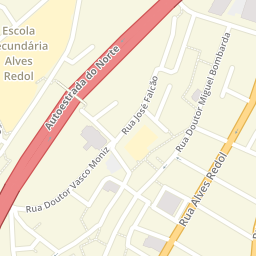 Escola
ecundária
Alves
Redol
Autoestrada do Norte
Rua José Falcão
Rua Doutor Miguel Bombarda
Rua Doutor Vasco Moniz
Rua Alves Redol